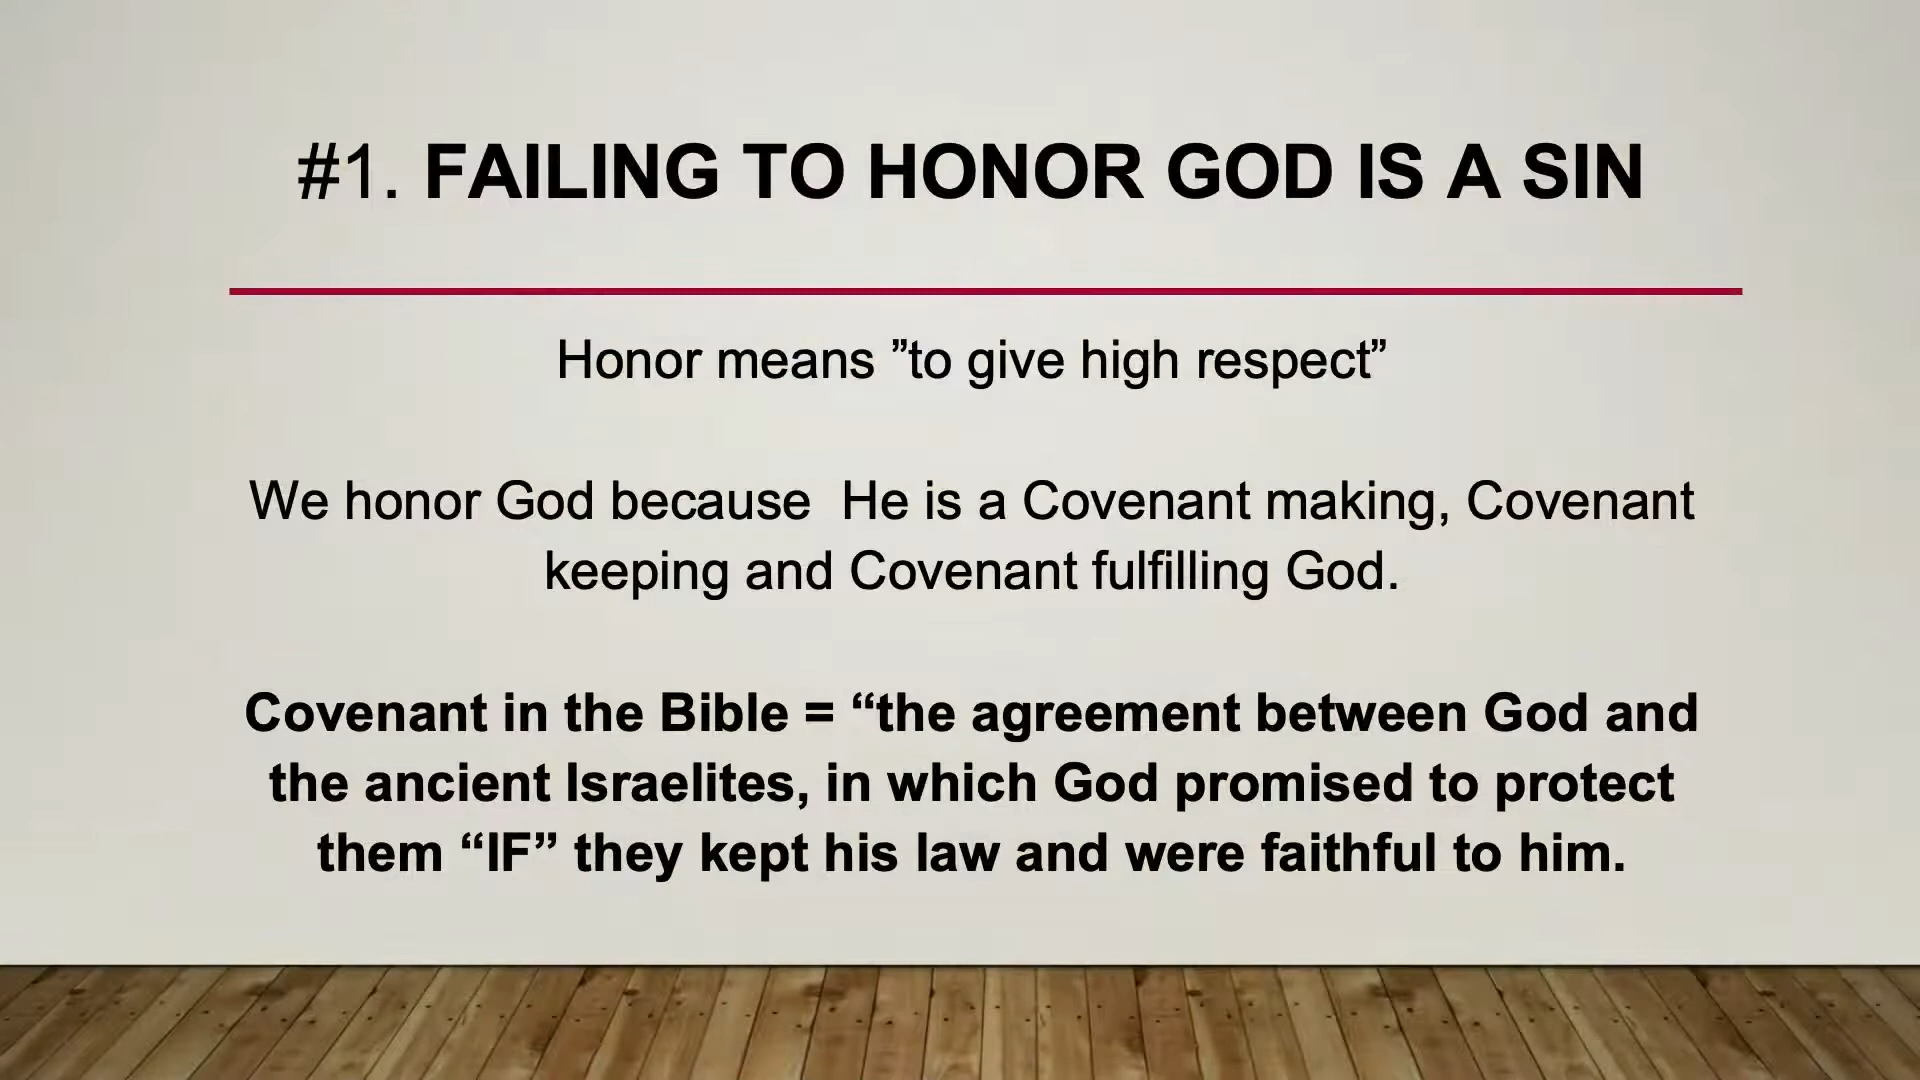 #1. FAILING TO HONOR GOD IS A SIN
Honor means ”to give high respect”
We honor God because  He is a Covenant making, Covenant
keeping and Covenant fulfilling God.
Covenant in the Bible = “the agreement between God and
the ancient Israelites, in which God promised to protect
them “IF” they kept his law and were faithful to him.